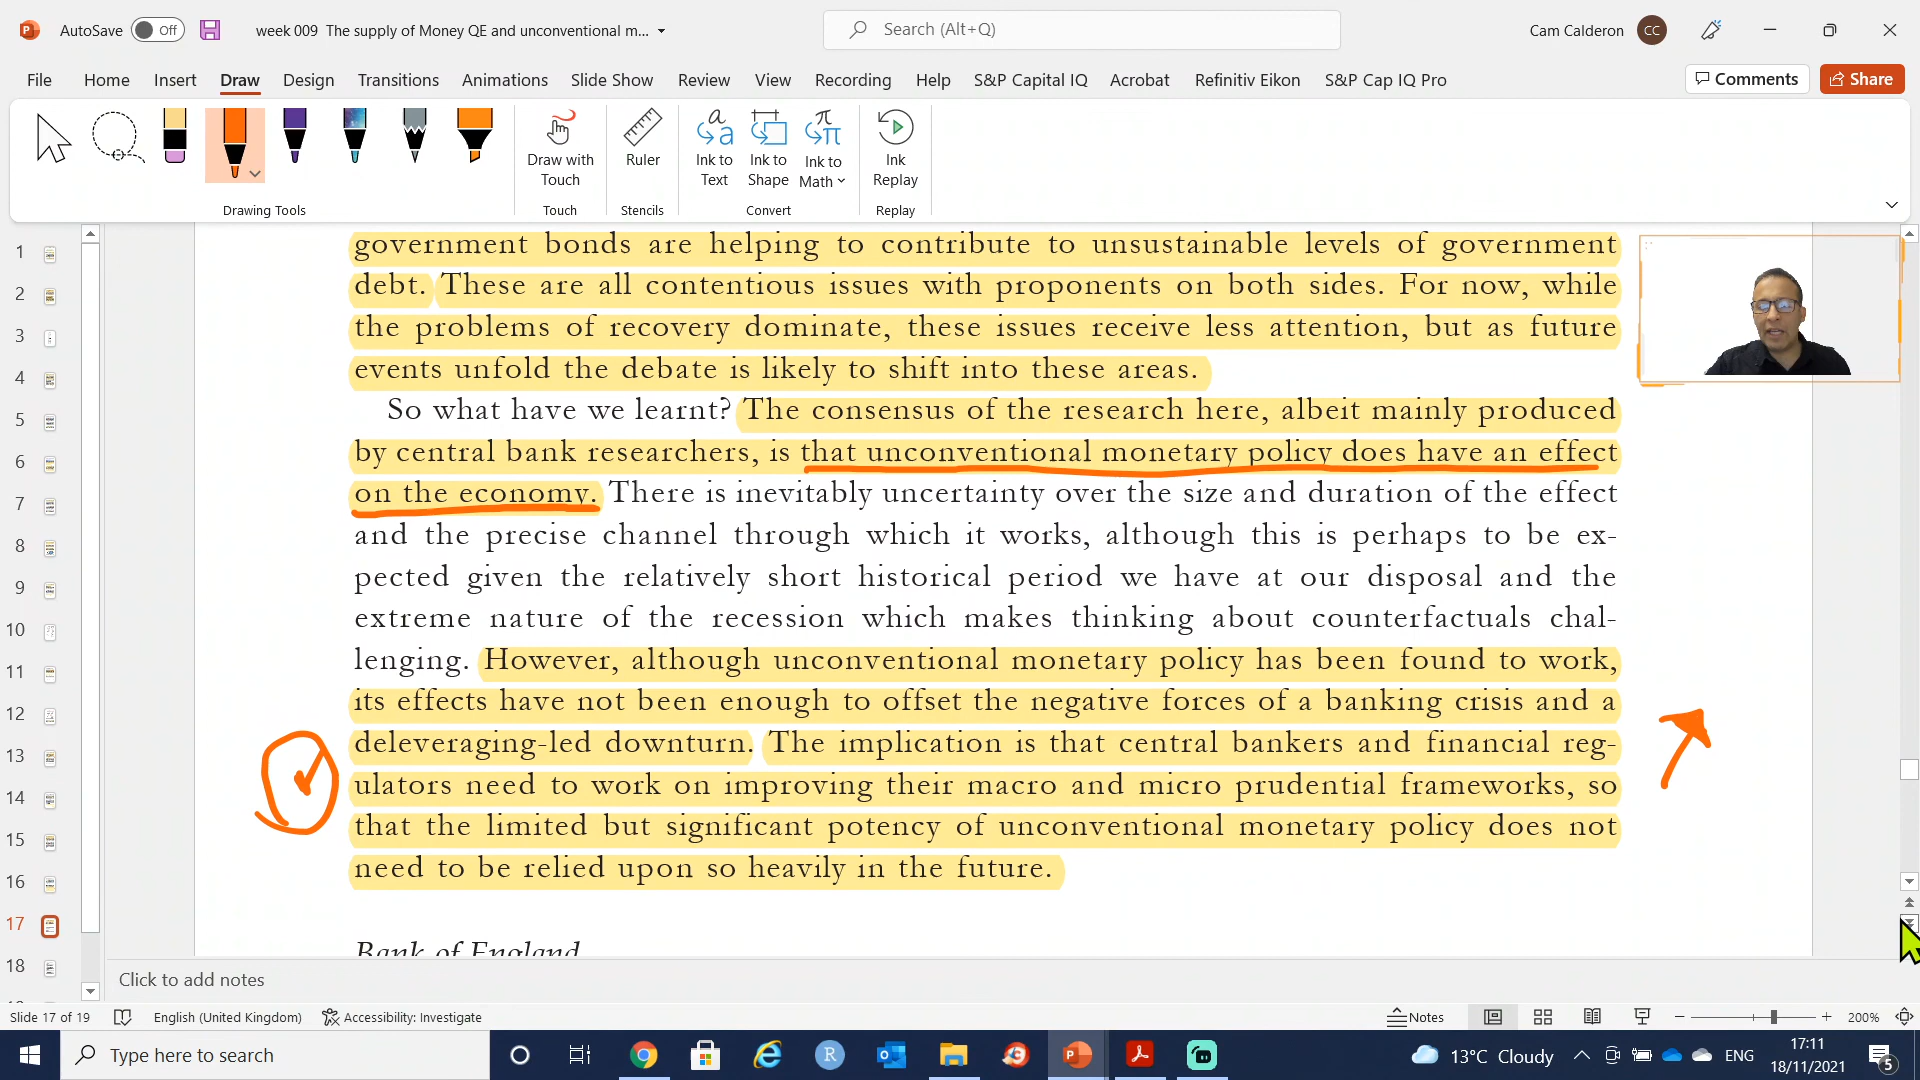 AutoSave Off week 009 The supply of Money QE and unconventional m... Search (Alt+Q) Cam Calderon CC
File Home Insert Draw Design Transitions Animations Slide Show Review View Recording Help S&P Capital IQ Acrobat Refinitiv Eikon S&P Cap IQ Pro Comments Share
Draw with Touch
Ruler
Ink to Text
Ink to Shape
Ink to Math
Ink Replay
Drawing Tools Touch Stencils Convert Replay
1
2
3
4
5
6
7
8
9
10
11
12
13
14
15
16
17
18
government bonds are helping to contribute to unsustainable levels of government
debt. These are all contentious issues with proponents on both sides. For now, while
the problems of recovery dominate, these issues receive less attention, but as future
events unfold the debate is likely to shift into these areas.
So what have we learnt? The consensus of the research here, albeit mainly produced
by central bank researchers, is that unconventional monetary policy does have an effect
on the economy. There is inevitably uncertainty over the size and duration of the effect
and the precise channel through which it works, although this is perhaps to be ex-
pected given the relatively short historical period we have at our disposal and the
extreme nature of the recession which makes thinking about counterfactuals chal-
lenging. However, although unconventional monetary policy has been found to work,
its effects have not been enough to offset the negative forces of a banking crisis and a
deleveraging-led downturn. The implication is that central bankers and financial reg-
ulators need to work on improving their macro and micro prudential frameworks, so
that the limited but significant potency of unconventional monetary policy does not
need to be relied upon so heavily in the future.
Bank of England
Click to add notes
Slide 17 of 19 English (United Kingdom) Accessibility: Investigate Notes 200%
Type here to search 13°C Cloudy ENG 17:11
18/11/2021 5